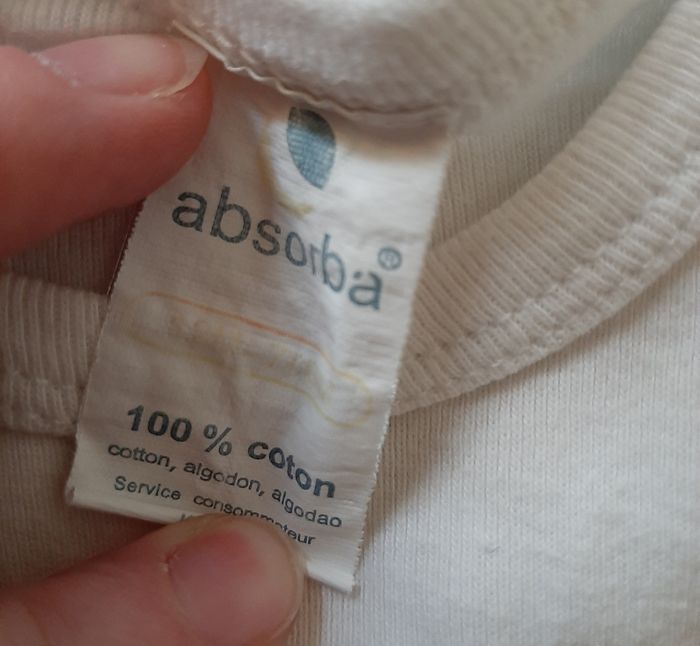 absorba®
100 % coton
cotton, algodon, algodao
Service consommateur